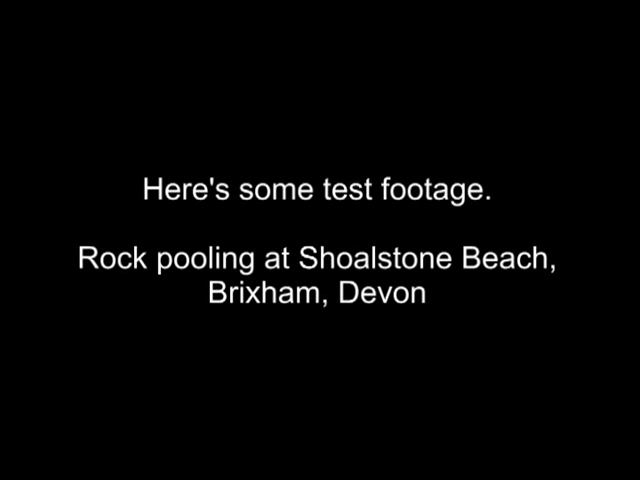 Here's some test footage.
Rock pooling at Shoalstone Beach,
Brixham, Devon